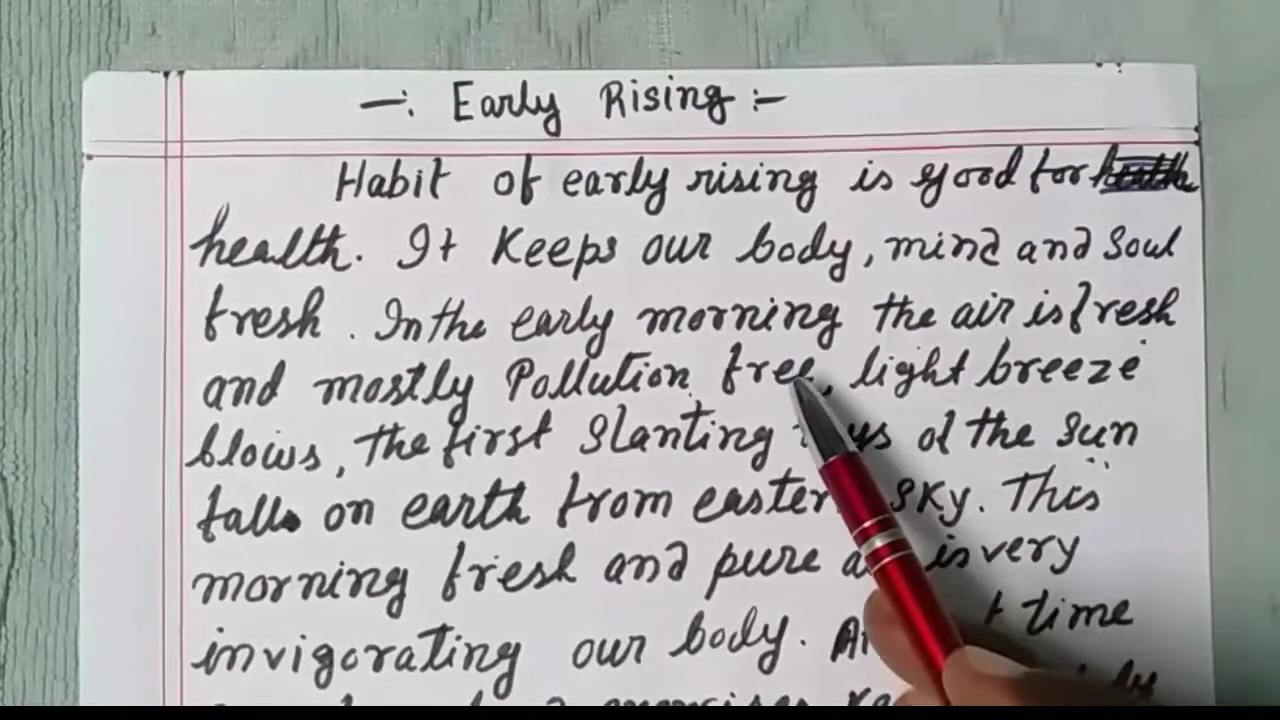 —:. Early Rising :—
Habit of early rising is good for
health. It keeps our body, mind and soul
fresh. In the early morning the air is fresh
and mostly Pollution free, light breeze
blows, the first slanting of the sun
falls on earth from sky. This
morning fresh and pure is very
invigorating our body. time